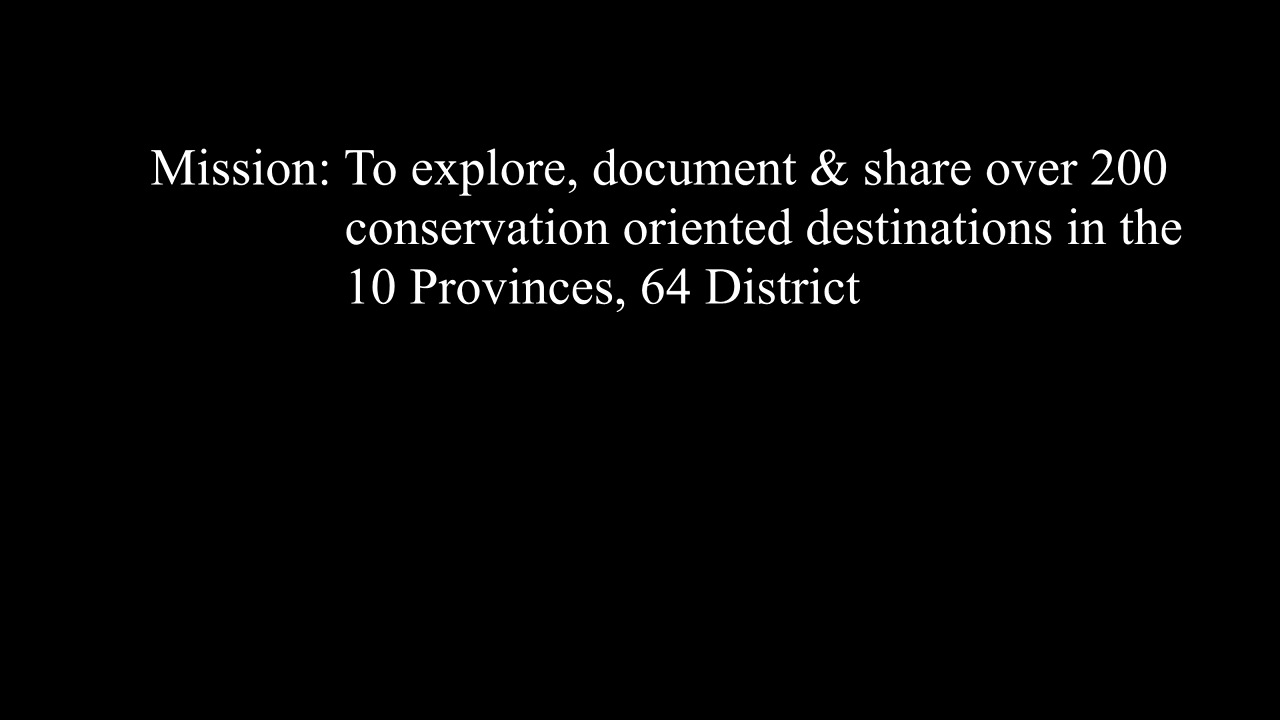 Mission: To explore, document & share over 200
conservation oriented destinations in the
10 Provinces, 64 District